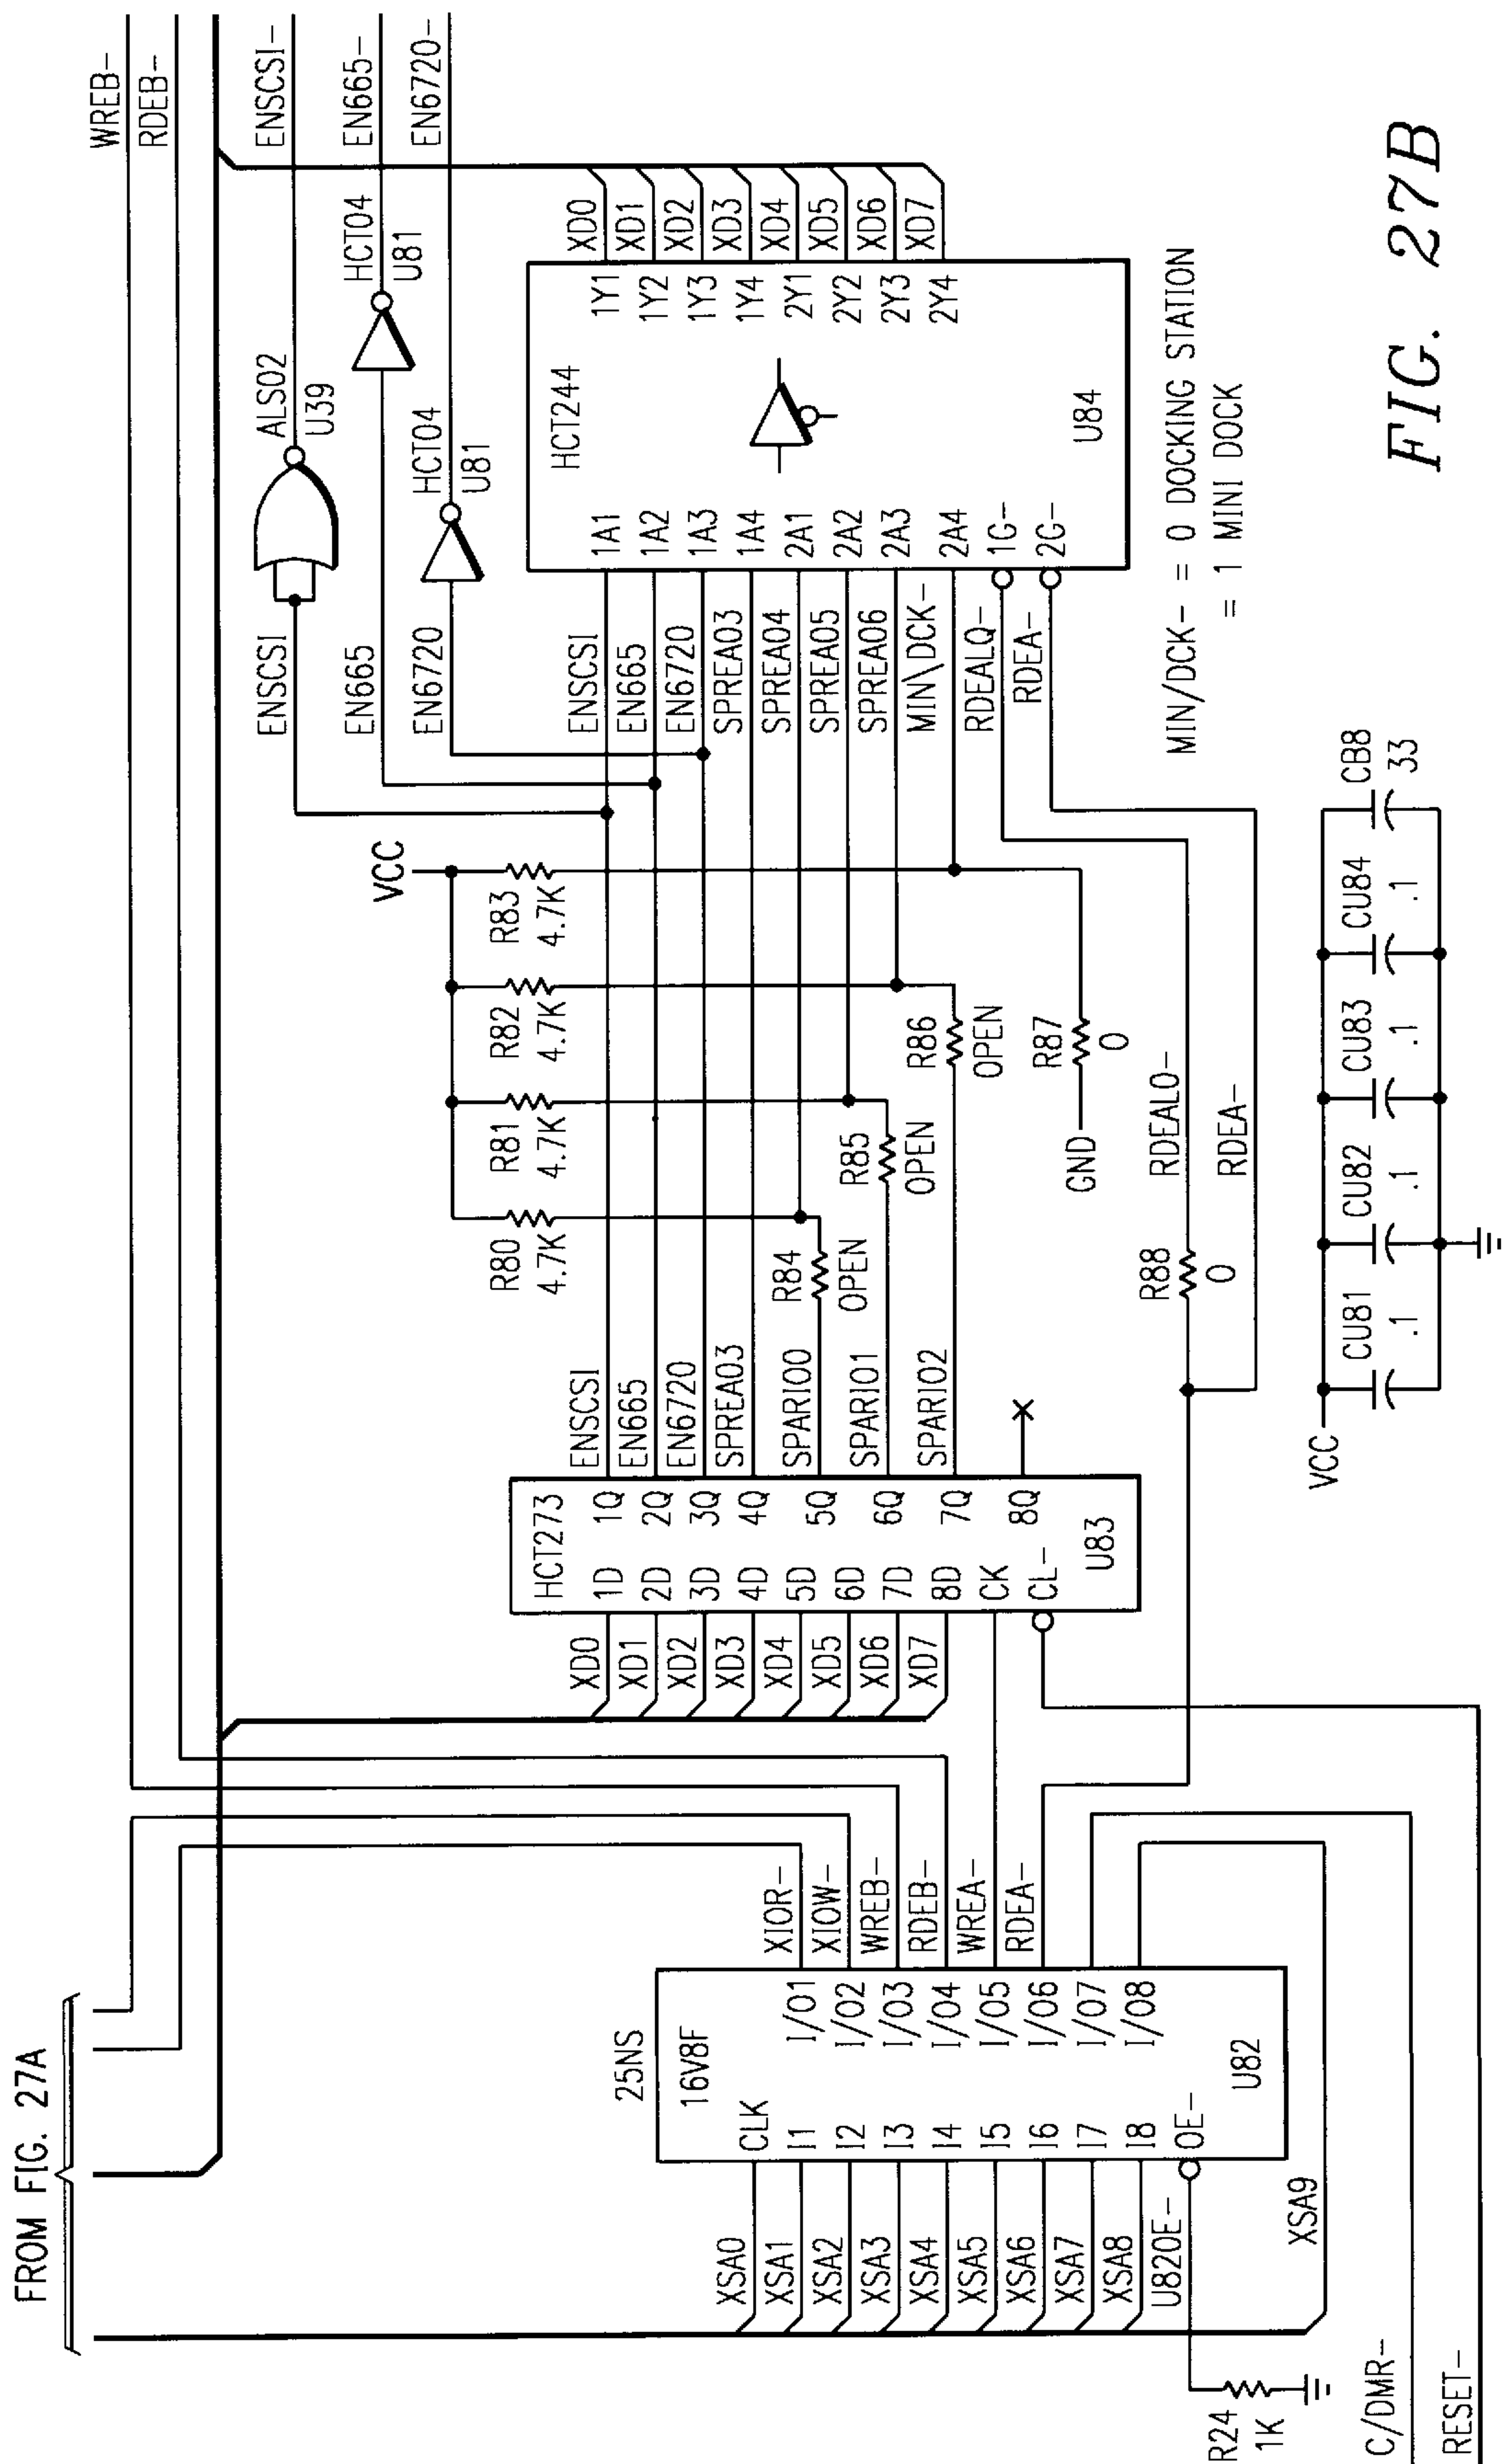 FROM FIG. 27A
WREB-
RDEB-
ENSCSI-
EN665-
EN6720-
ALS02
U39
HCT04
U81
HCT04
U81
ENSCSI
EN665
EN6720
VCC
R80
4.7K
R81
4.7K
R82
4.7K
R83
4.7K
25NS
16V8F
CLK
I1
I2
I3
I4
I5
I6
I7
I8
OE-
I/O1
I/O2
I/O3
I/O4
I/O5
I/O6
I/O7
I/O8
U82
XSA0
XSA1
XSA2
XSA3
XSA4
XSA5
XSA6
XSA7
XSA8
U820E-
XSA9
R24
1K
C/DMR-
RESET-
XIOR-
XIOW-
WREB-
RDEB-
WREA-
RDEA-
HCT273
1D
2D
3D
4D
5D
6D
7D
8D
CK
CL-
1Q
2Q
3Q
4Q
5Q
6Q
7Q
8Q
U83
XD0
XD1
XD2
XD3
XD4
XD5
XD6
XD7
ENSCSI
EN665
EN6720
SPREA03
SPARIO0
SPARIO1
SPARIO2
R84
OPEN
R85
OPEN
R86
OPEN
R87
0
GND
R88
0
RDEALO-
RDEA-
ENSCSI
EN665
EN6720
SPREA03
SPREA04
SPREA05
SPREA06
MIN\DCK-
RDEALQ-
RDEA-
HCT244
1A1
1A2
1A3
1A4
2A1
2A2
2A3
2A4
1G-
2G-
1Y1
1Y2
1Y3
1Y4
2Y1
2Y2
2Y3
2Y4
U84
XD0
XD1
XD2
XD3
XD4
XD5
XD6
XD7
MIN/DCK- = 0 DOCKING STATION
= 1 MINI DOCK
VCC
CU81
.1
CU82
.1
CU83
.1
CU84
.1
CB8
33
FIG. 27B